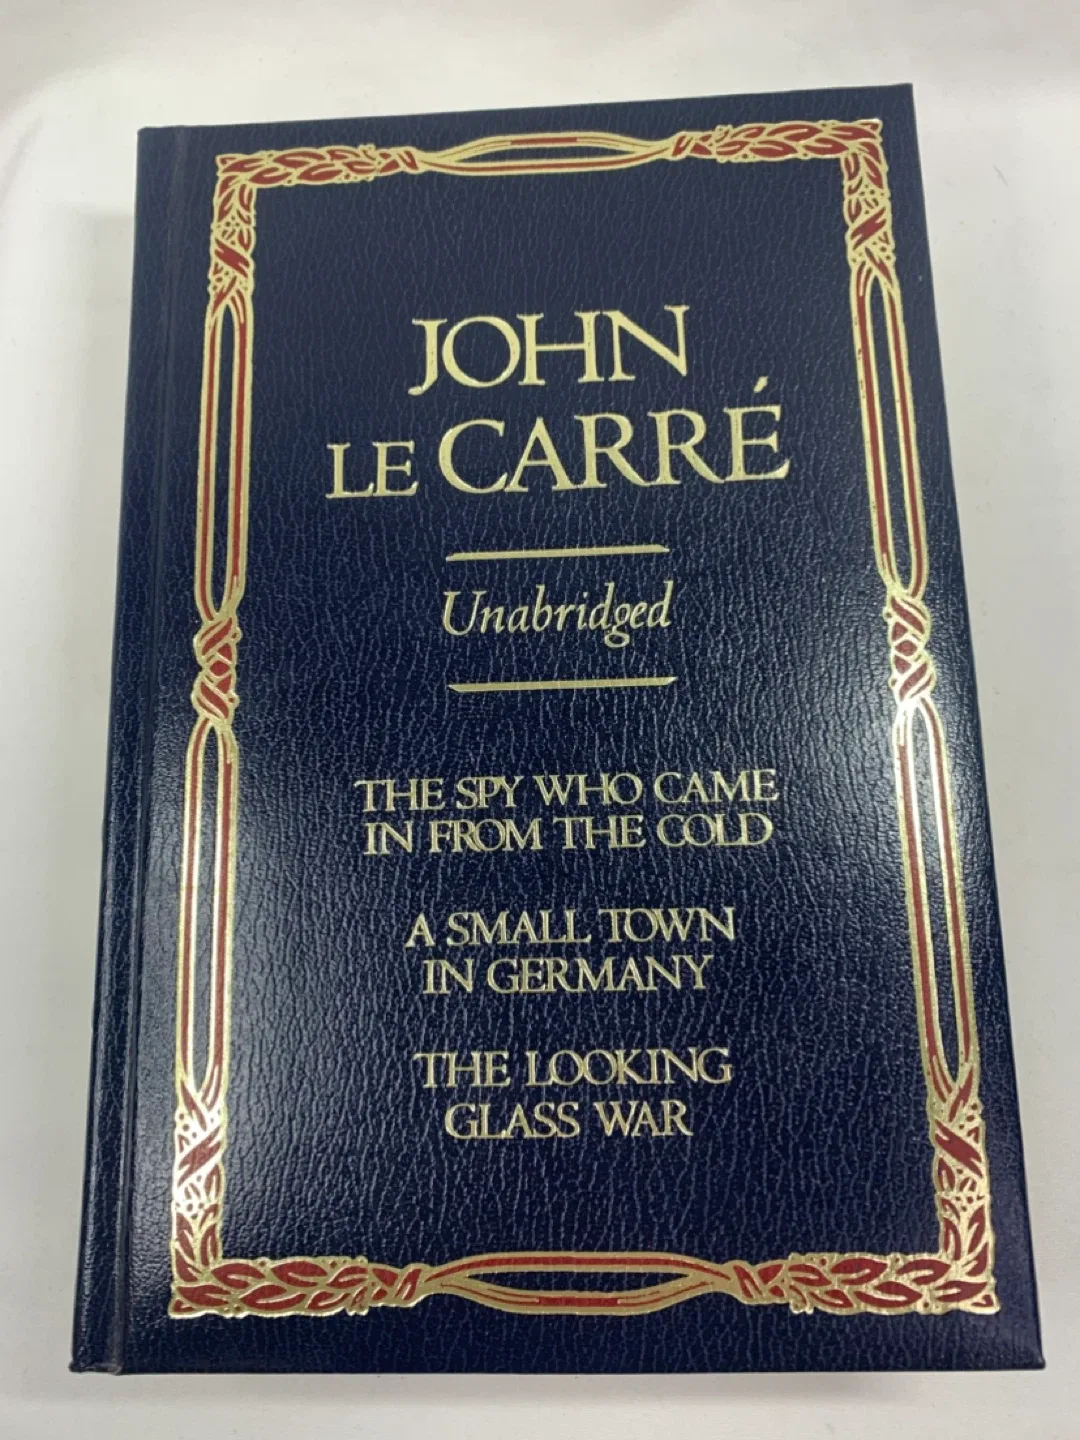 JOHN
LE CARRÉ
Unabridged
THE SPY WHO CAME
IN FROM THE COLD
A SMALL TOWN
IN GERMANY
THE LOOKING
GLASS WAR